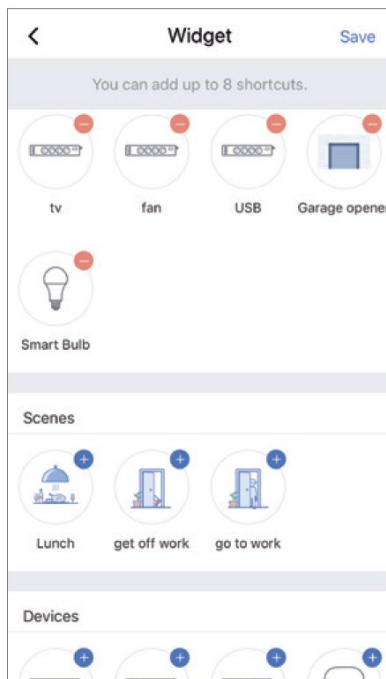 Widget
Save
You can add up to 8 shortcuts.
tv
fan
USB
Garage opener
Smart Bulb
Scenes
Lunch
get off work
go to work
Devices